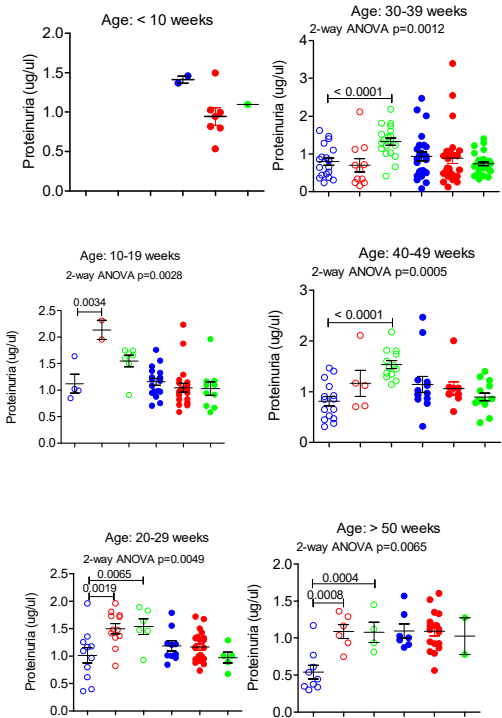 Age: < 10 weeks
Proteinuria (ug/ul)
2.0
1.5
1.0
0.5
0.0
Age: 30-39 weeks
2-way ANOVA p=0.0012
Proteinuria (ug/ul)
4
3
2
1
0
< 0.0001
Age: 10-19 weeks
2-way ANOVA p=0.0028
Proteinuria (ug/ul)
2.5
2.0
1.5
1.0
0.5
0.0
0.0034
Age: 40-49 weeks
2-way ANOVA p=0.0005
Proteinuria (ug/ul)
3
2
1
0
< 0.0001
Age: 20-29 weeks
2-way ANOVA p=0.0049
Proteinuria (ug/ul)
2.5
2.0
1.5
1.0
0.5
0.0
0.0065
0.0019
Age: > 50 weeks
2-way ANOVA p=0.0065
Proteinuria (ug/ul)
2.0
1.5
1.0
0.5
0.0
0.0004
0.0008